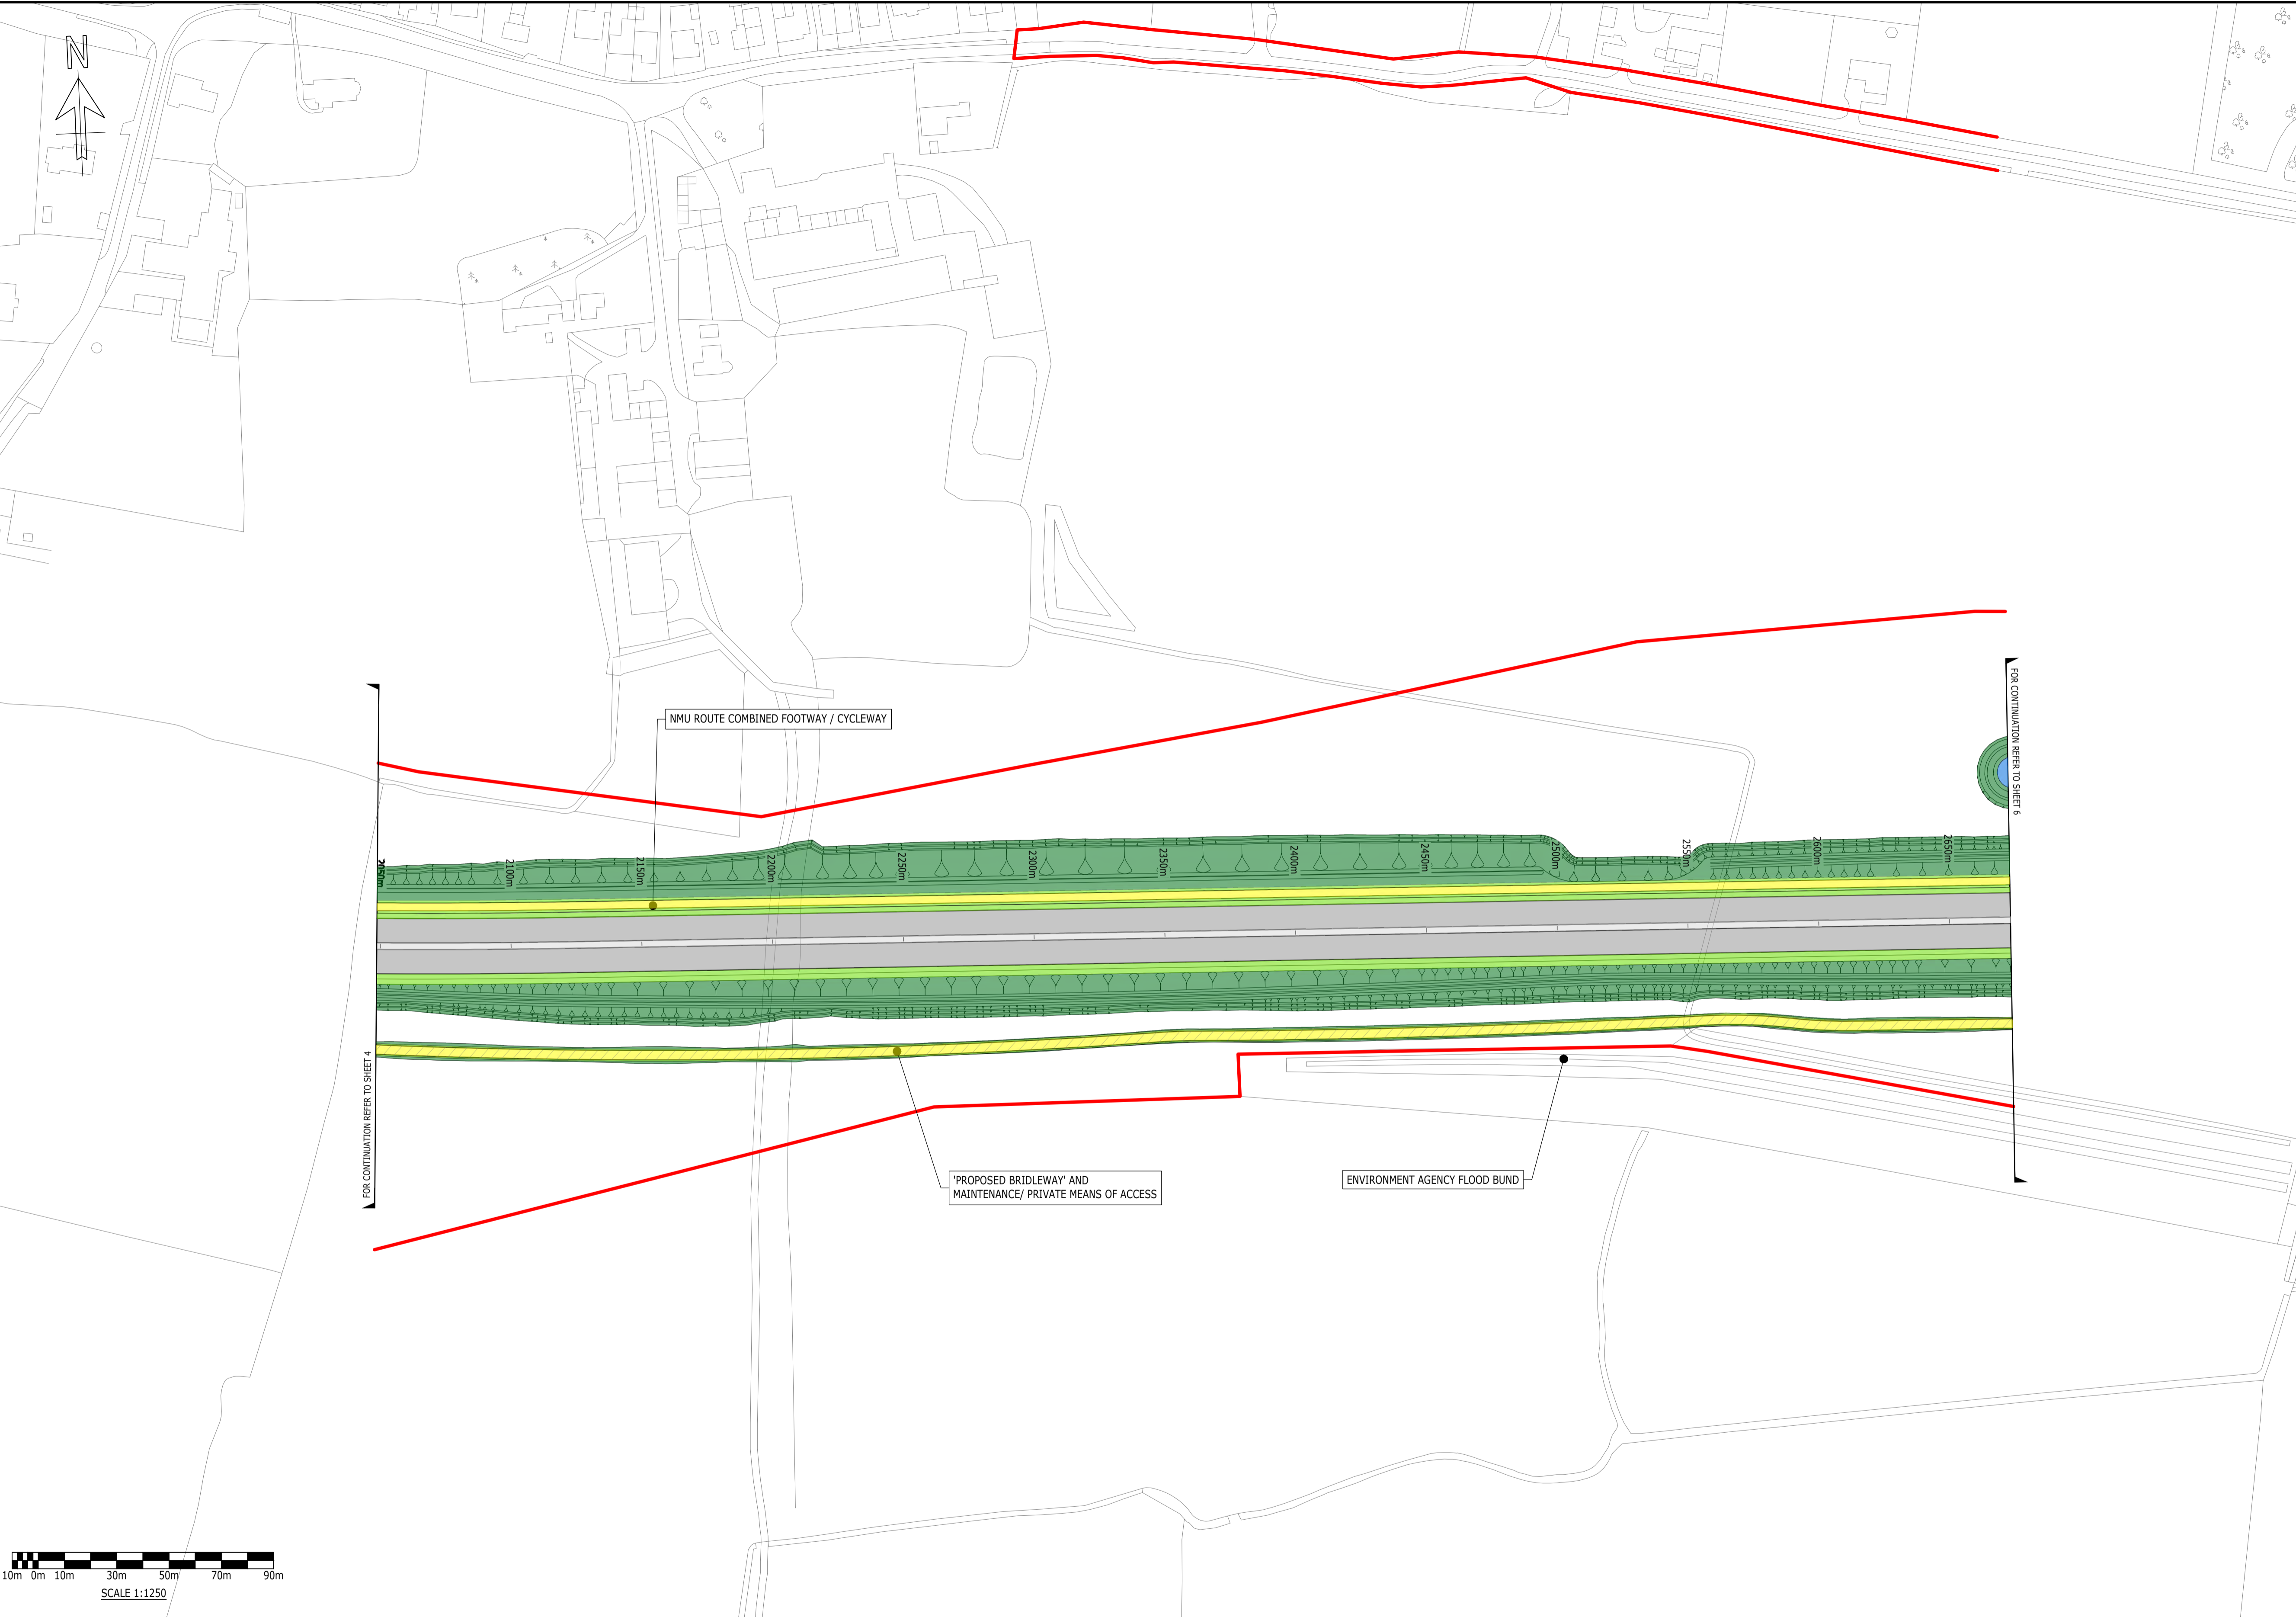 N
NMU ROUTE COMBINED FOOTWAY / CYCLEWAY
FOR CONTINUATION REFER TO SHEET 6
2050m
2100m
2150m
2200m
2250m
2300m
2350m
2400m
2450m
2500m
2550m
2600m
2650m
FOR CONTINUATION REFER TO SHEET 4
'PROPOSED BRIDLEWAY' AND
MAINTENANCE/ PRIVATE MEANS OF ACCESS
ENVIRONMENT AGENCY FLOOD BUND
10m 0m 10m 30m 50m 70m 90m
SCALE 1:1250